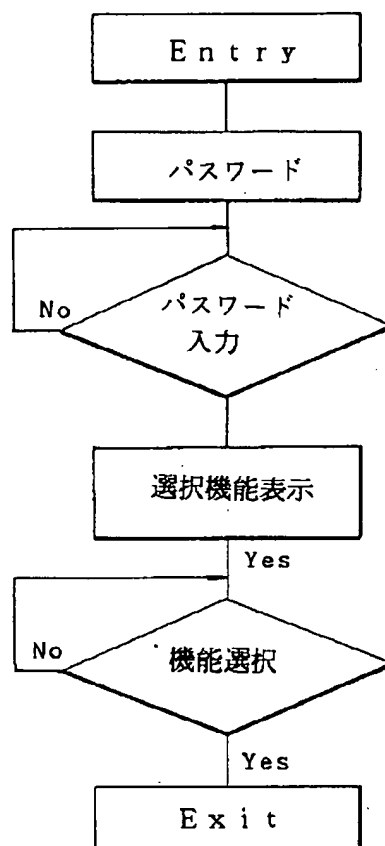 Entry
パスワード
No
パスワード
入力
選択機能表示
Yes
No
機能選択
Yes
Exit